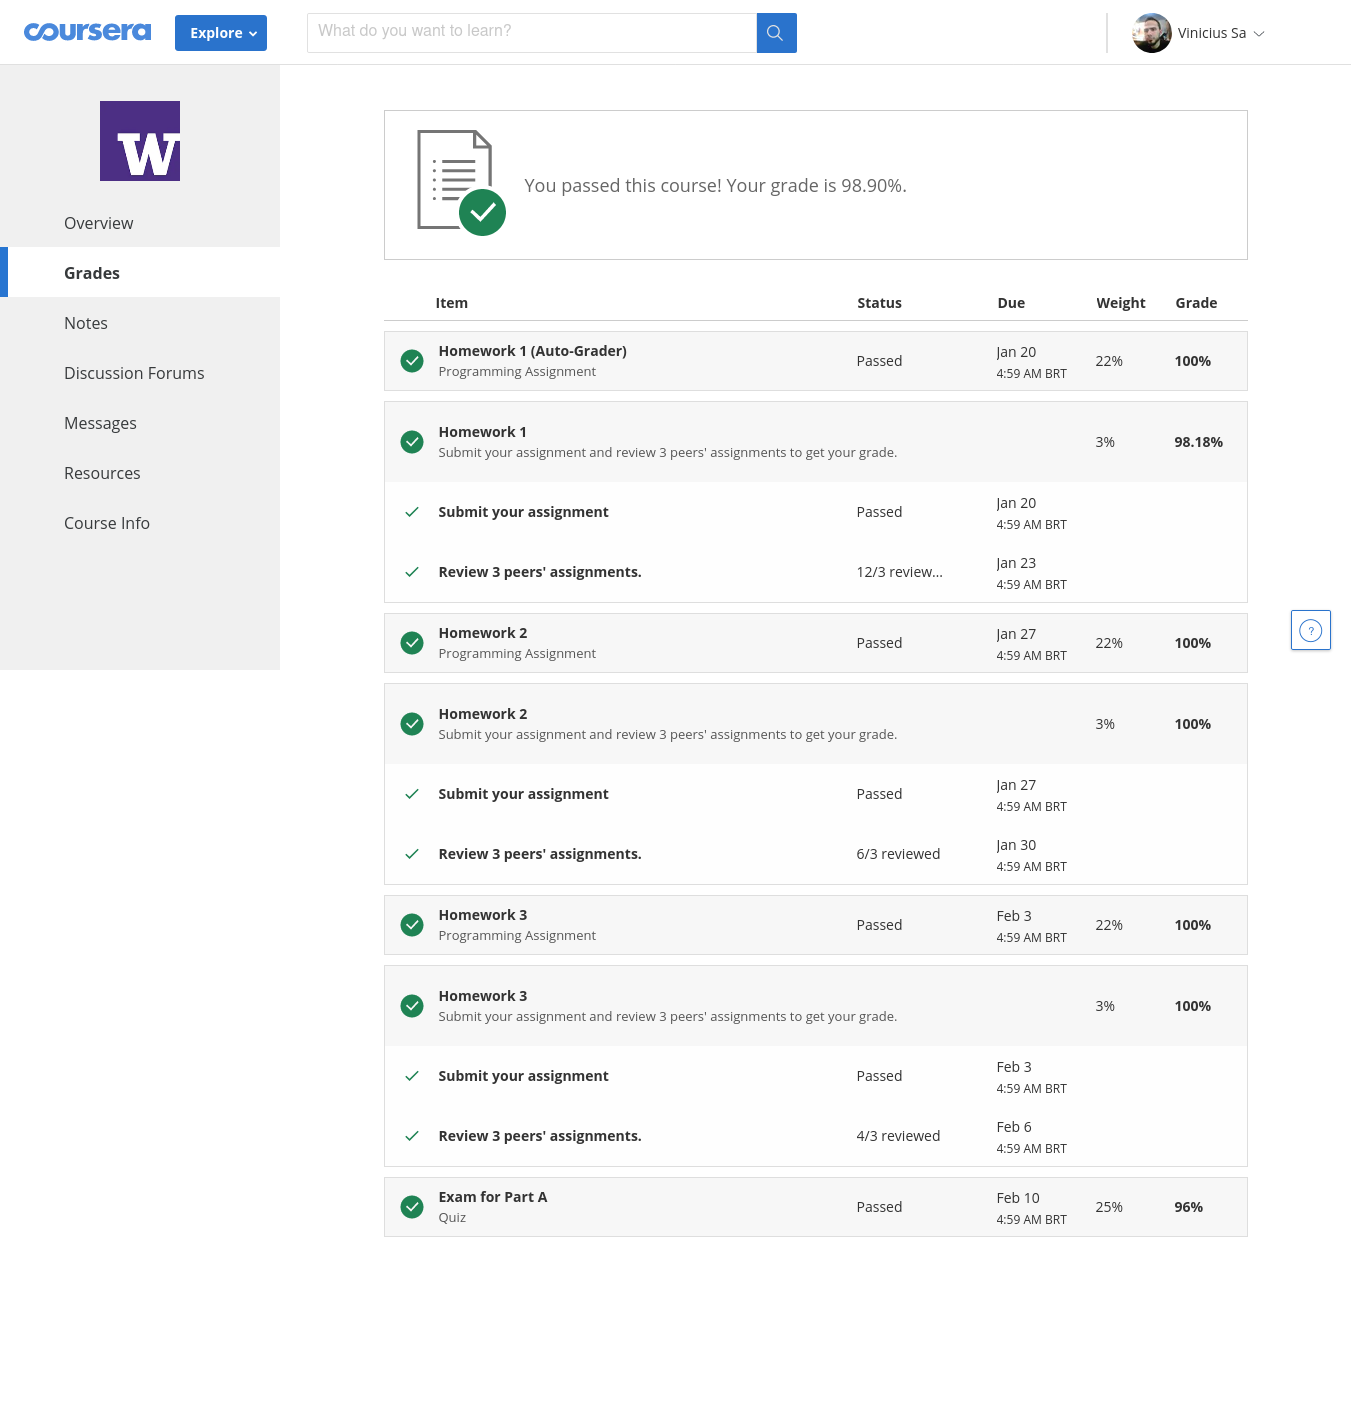 coursera
Explore
What do you want to learn?
Vinicius Sa
W
Overview
Grades
Notes
Discussion Forums
Messages
Resources
Course Info
You passed this course! Your grade is 98.90%.
Item Status Due Weight Grade
Homework 1 (Auto-Grader)
Programming Assignment
Passed
Jan 20
4:59 AM BRT
22%
100%
Homework 1
Submit your assignment and review 3 peers' assignments to get your grade.
3%
98.18%
Submit your assignment
Passed
Jan 20
4:59 AM BRT
Review 3 peers' assignments.
12/3 review...
Jan 23
4:59 AM BRT
Homework 2
Programming Assignment
Passed
Jan 27
4:59 AM BRT
22%
100%
Homework 2
Submit your assignment and review 3 peers' assignments to get your grade.
3%
100%
Submit your assignment
Passed
Jan 27
4:59 AM BRT
Review 3 peers' assignments.
6/3 reviewed
Jan 30
4:59 AM BRT
Homework 3
Programming Assignment
Passed
Feb 3
4:59 AM BRT
22%
100%
Homework 3
Submit your assignment and review 3 peers' assignments to get your grade.
3%
100%
Submit your assignment
Passed
Feb 3
4:59 AM BRT
Review 3 peers' assignments.
4/3 reviewed
Feb 6
4:59 AM BRT
Exam for Part A
Quiz
Passed
Feb 10
4:59 AM BRT
25%
96%
?